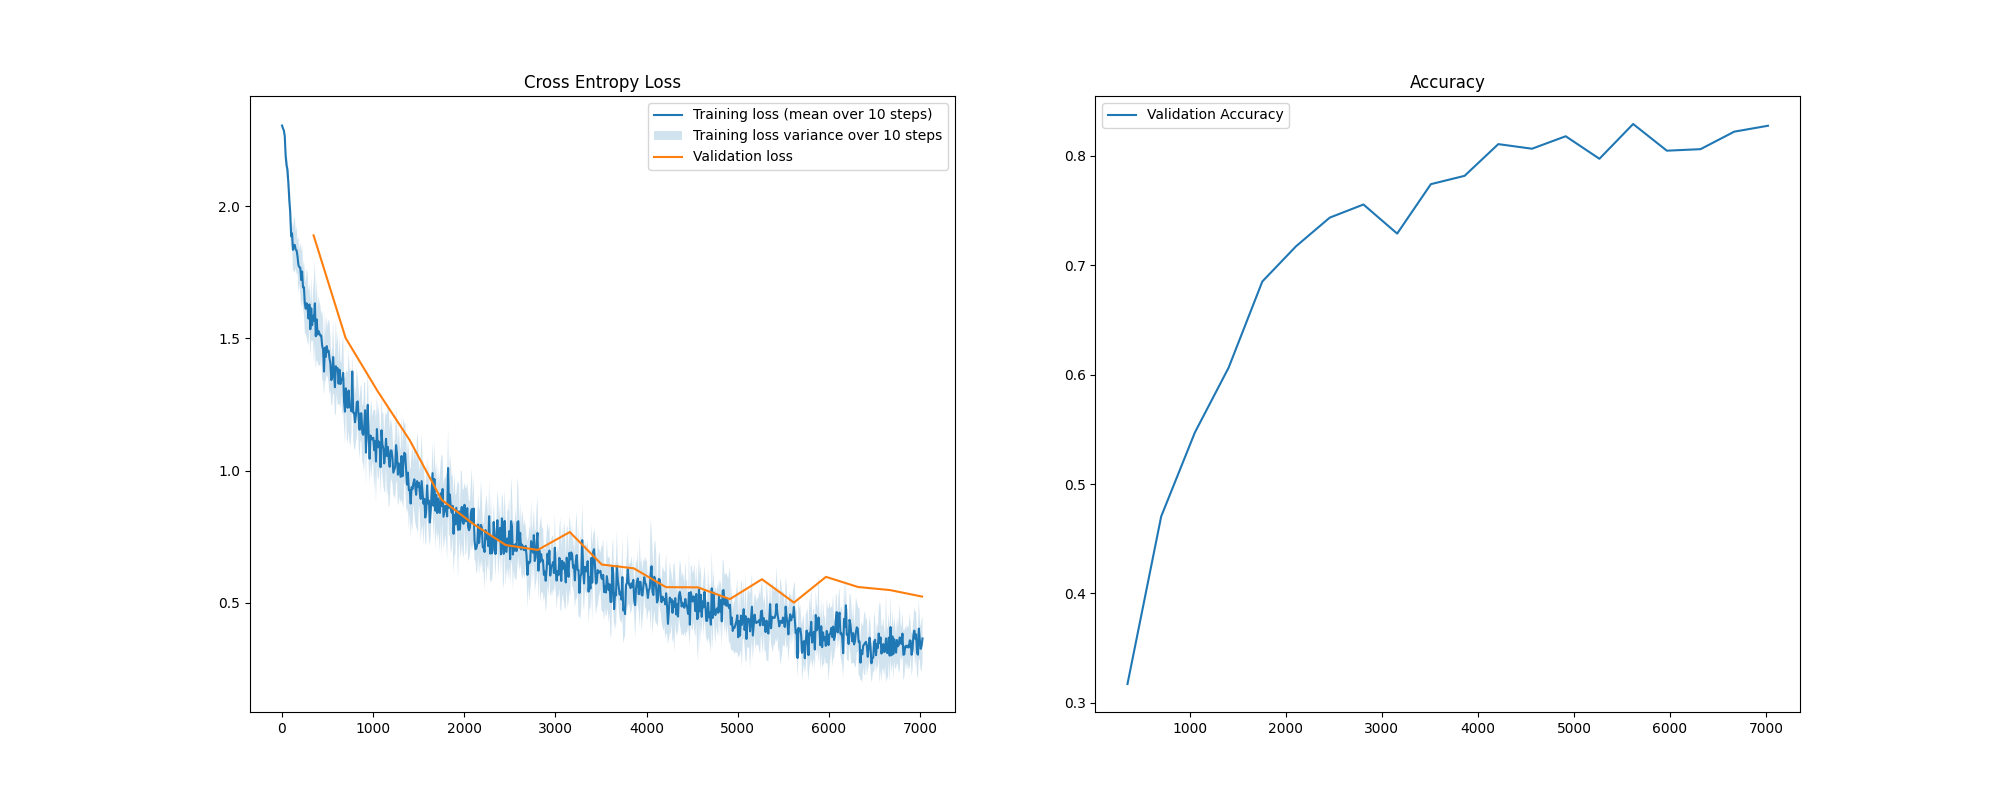 Cross Entropy Loss
Training loss (mean over 10 steps)
Training loss variance over 10 steps
Validation loss
2.0
1.5
1.0
0.5
0 1000 2000 3000 4000 5000 6000 7000
Accuracy
Validation Accuracy
0.8
0.7
0.6
0.5
0.4
0.3
1000 2000 3000 4000 5000 6000 7000